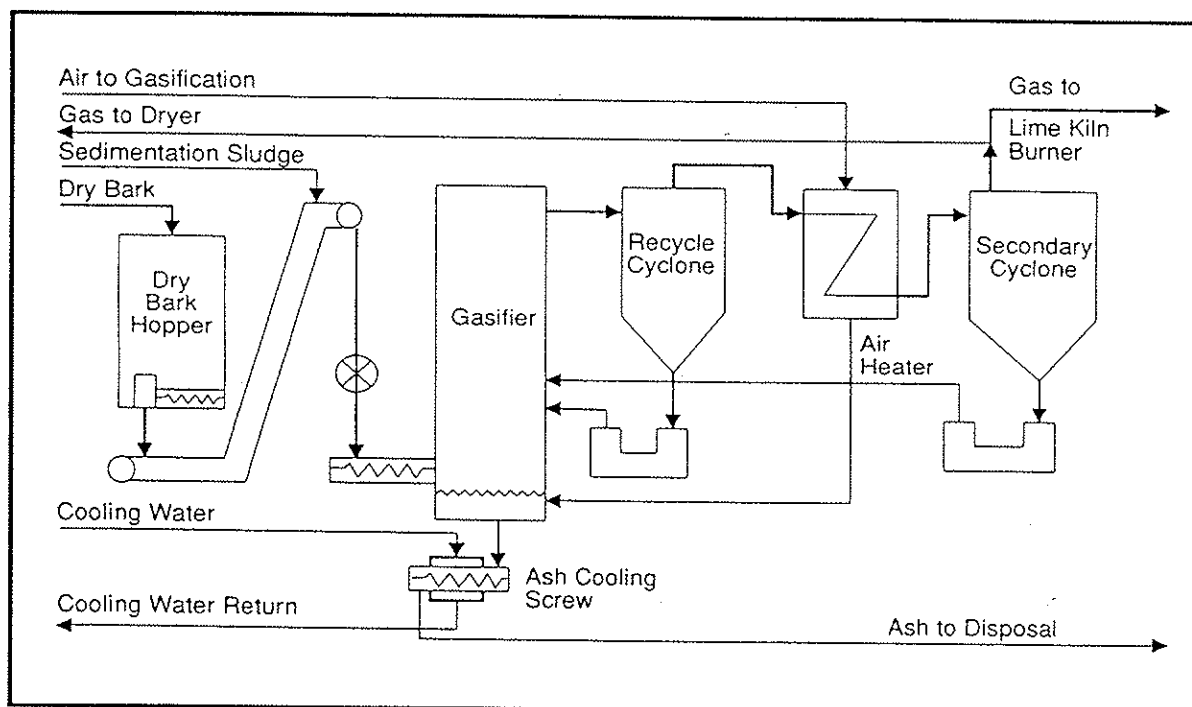 Air to Gasification
Gas to
Gas to Dryer
Lime Kiln
Burner
Sedimentation Sludge
Dry Bark
Dry
Bark
Hopper
Gasifier
Recycle
Cyclone
Secondary
Cyclone
Air
Heater
Cooling Water
Ash Cooling
Screw
Cooling Water Return
Ash to Disposal